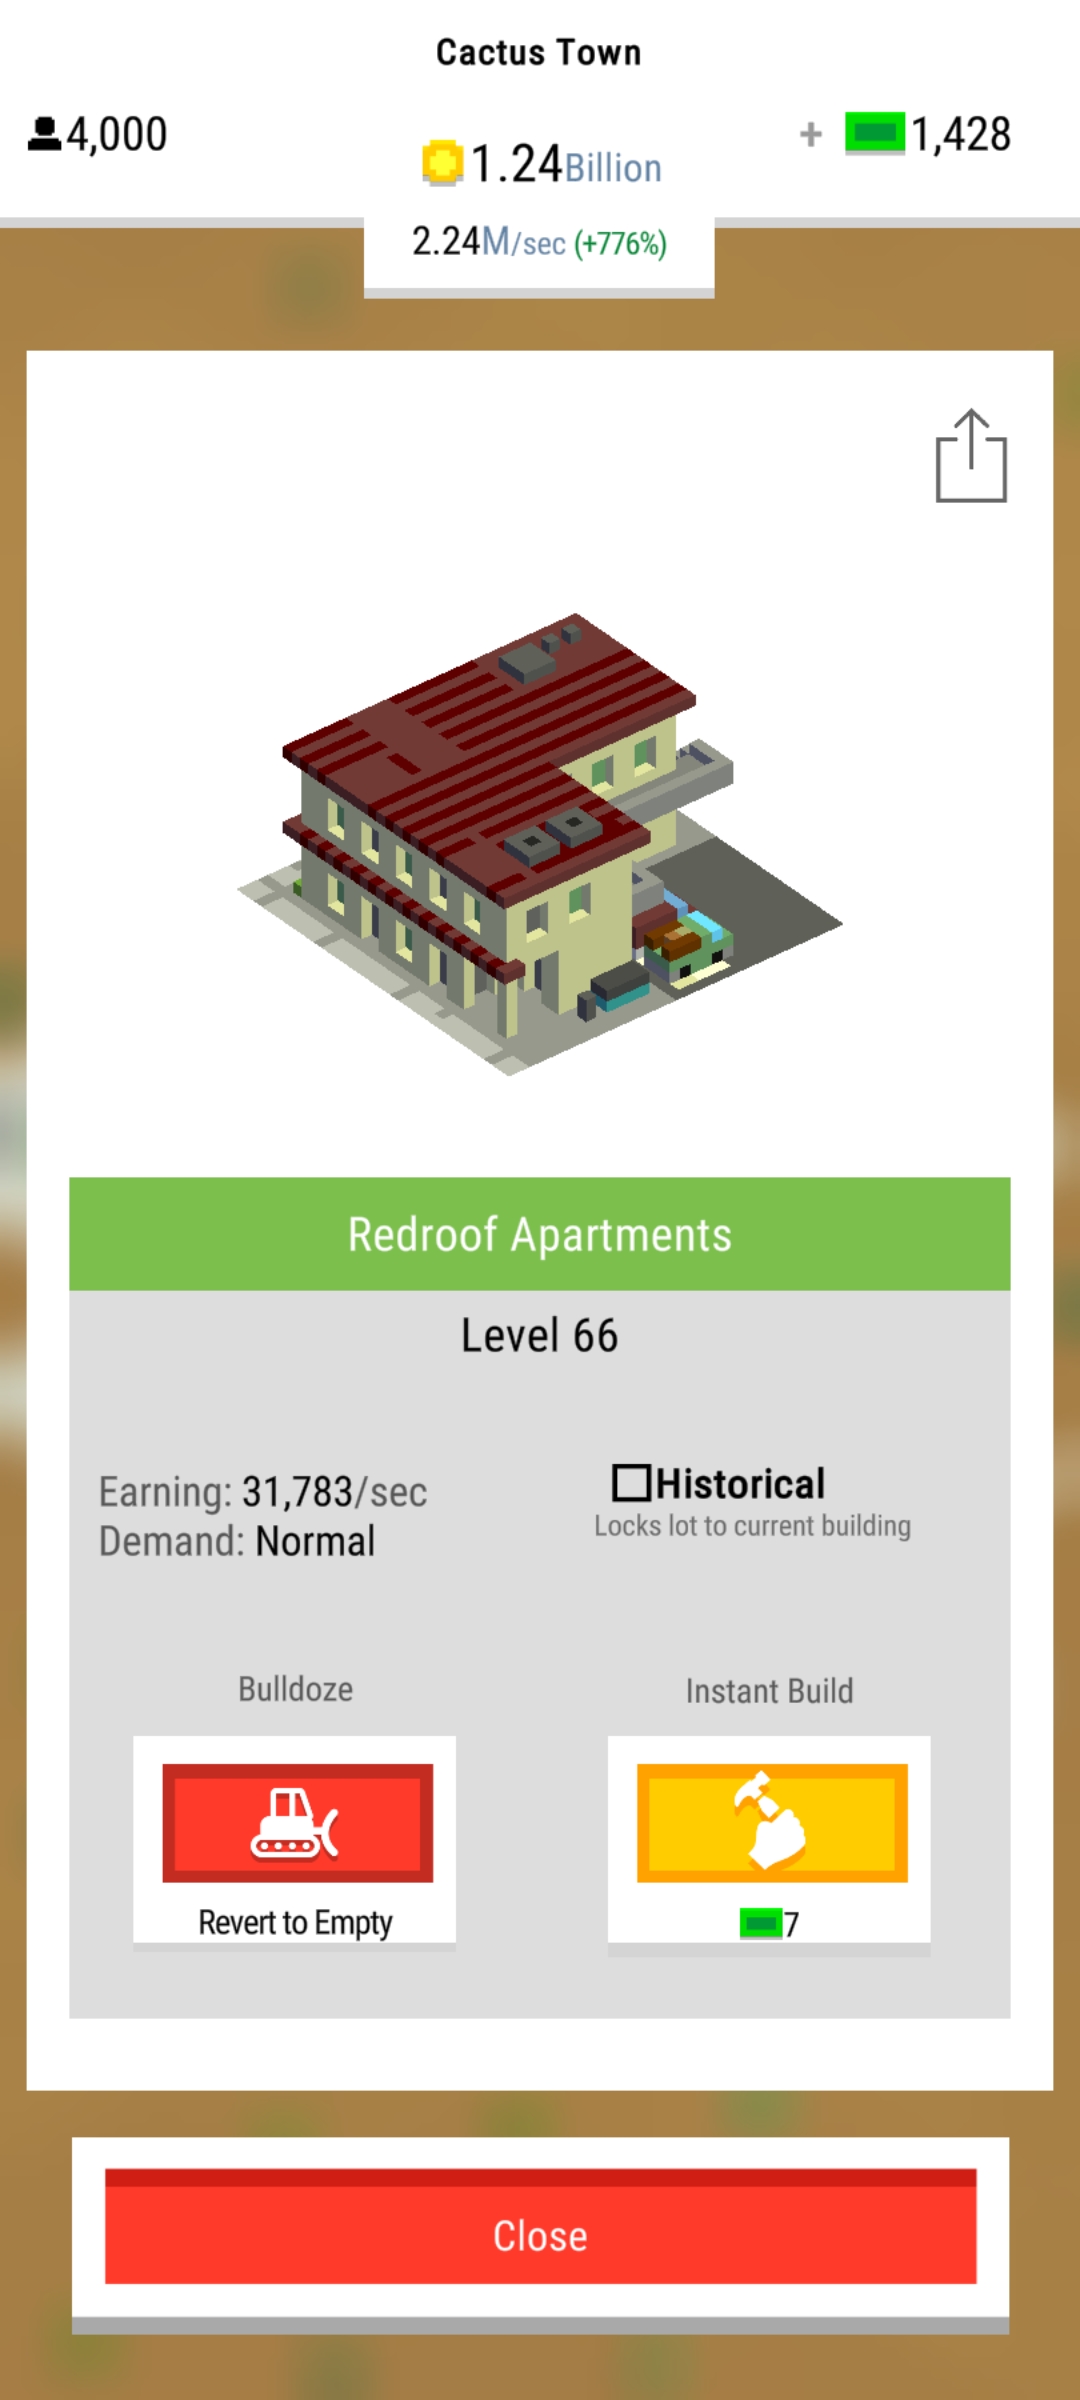 Cactus Town
4,000
1.24Billion
+ 1,428
2.24M/sec (+776%)
Redroof Apartments
Level 66
Earning: 31,783/sec
Demand: Normal
Historical
Locks lot to current building
Bulldoze
Instant Build
Revert to Empty
7
Close